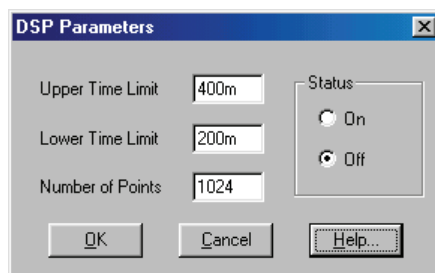 DSP Parameters
Upper Time Limit 400m
Lower Time Limit 200m
Number of Points 1024
Status
On
Off
OK Cancel Help...